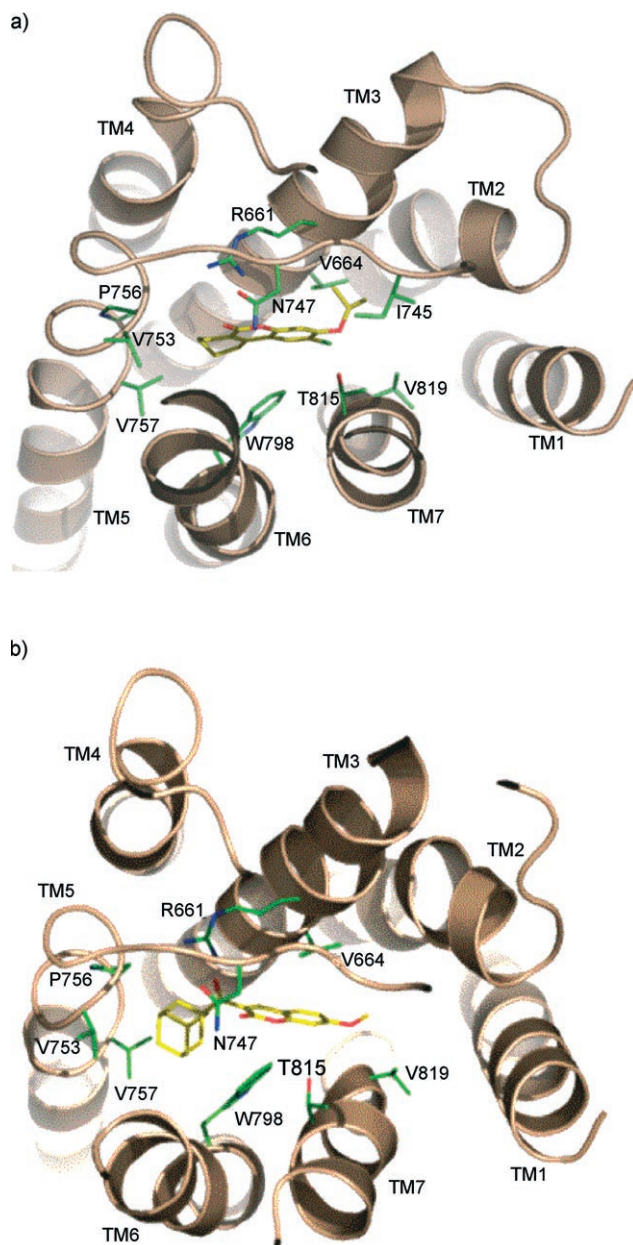 a)
TM3
TM4
TM2
R661
V664
P756
N747
I745
V753
T815
V819
V757
W798
TM1
TM5
TM7
TM6
b)
TM4
TM3
TM2
TM5
R661
P756
V664
V753
N747
V757
T815
V819
W798
TM1
TM7
TM6